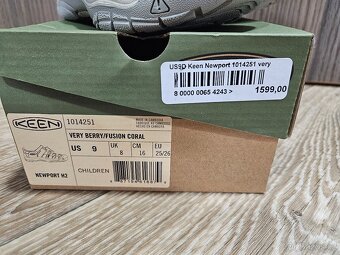 US9D Keen Newport 1014251 very
8 0000 0065 4243 >
1599,00
KEEN
1014251
VERY BERRY/FUSION CORAL
US 9
UK 8
CM 16
EU 25/26
NEWPORT H2
CHILDREN